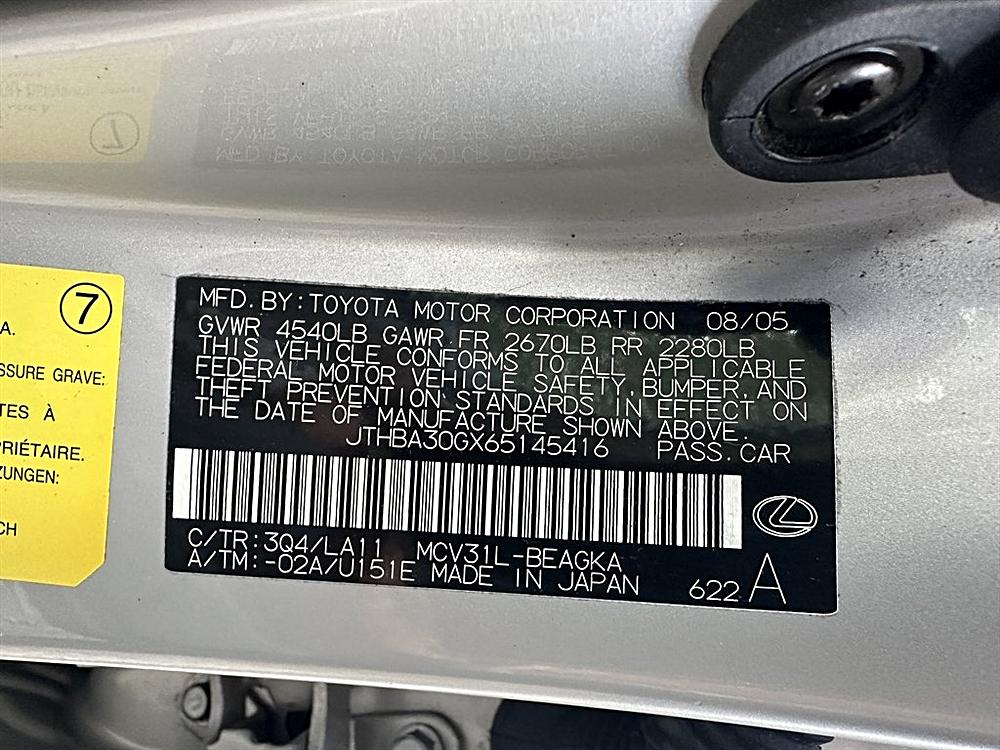 7
A.
SSURE GRAVE:
TES À
PRIÉTAIRE.
ZUNGEN:
CH
MFD. BY: TOYOTA MOTOR CORPORATION 08/05
GVWR 4540LB GAWR FR 2670LB RR 2280LB
THIS VEHICLE CONFORMS TO ALL APPLICABLE
FEDERAL MOTOR VEHICLE SAFETY, BUMPER, AND
THEFT PREVENTION STANDARDS IN EFFECT ON
THE DATE OF MANUFACTURE SHOWN ABOVE.
JTHBA30GX65145416 PASS. CAR
C/TR: 3Q4/LA11 MCV31L-BEAGKA
A/TM: -02A/U151E MADE IN JAPAN
622 A